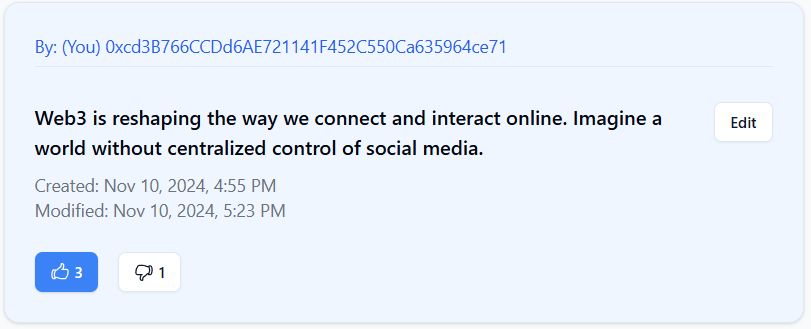 By: (You) 0xcd3B766CCDd6AE721141F452C550Ca635964ce71
Web3 is reshaping the way we connect and interact online. Imagine a
world without centralized control of social media.
Edit
Created: Nov 10, 2024, 4:55 PM
Modified: Nov 10, 2024, 5:23 PM
3
1